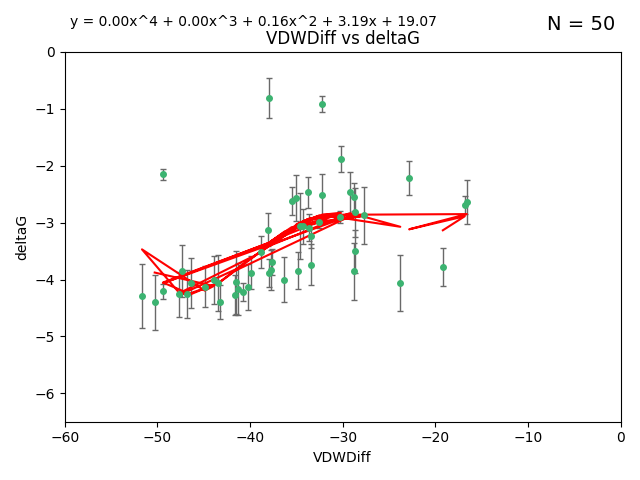 y = 0.00x^4 + 0.00x^3 + 0.16x^2 + 3.19x + 19.07
N = 50
VDWDiff vs deltaG
0
−1
−2
−3
−4
−5
−6
deltaG
−60 −50 −40 −30 −20 −10 0
VDWDiff